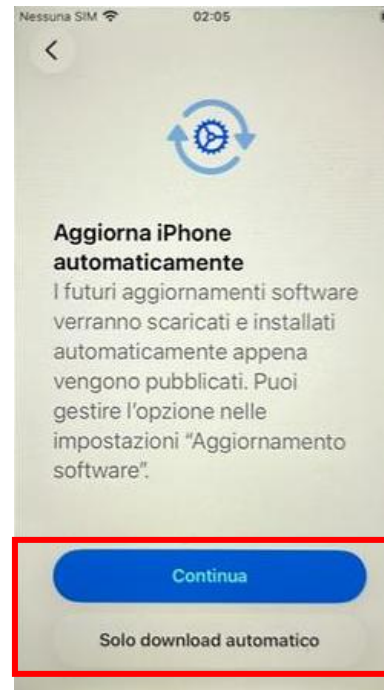 Nessuna SIM
02:05
Aggiorna iPhone
automaticamente
I futuri aggiornamenti software
verranno scaricati e installati
automaticamente appena
vengono pubblicati. Puoi
gestire l'opzione nelle
impostazioni “Aggiornamento
software”.
Continua
Solo download automatico